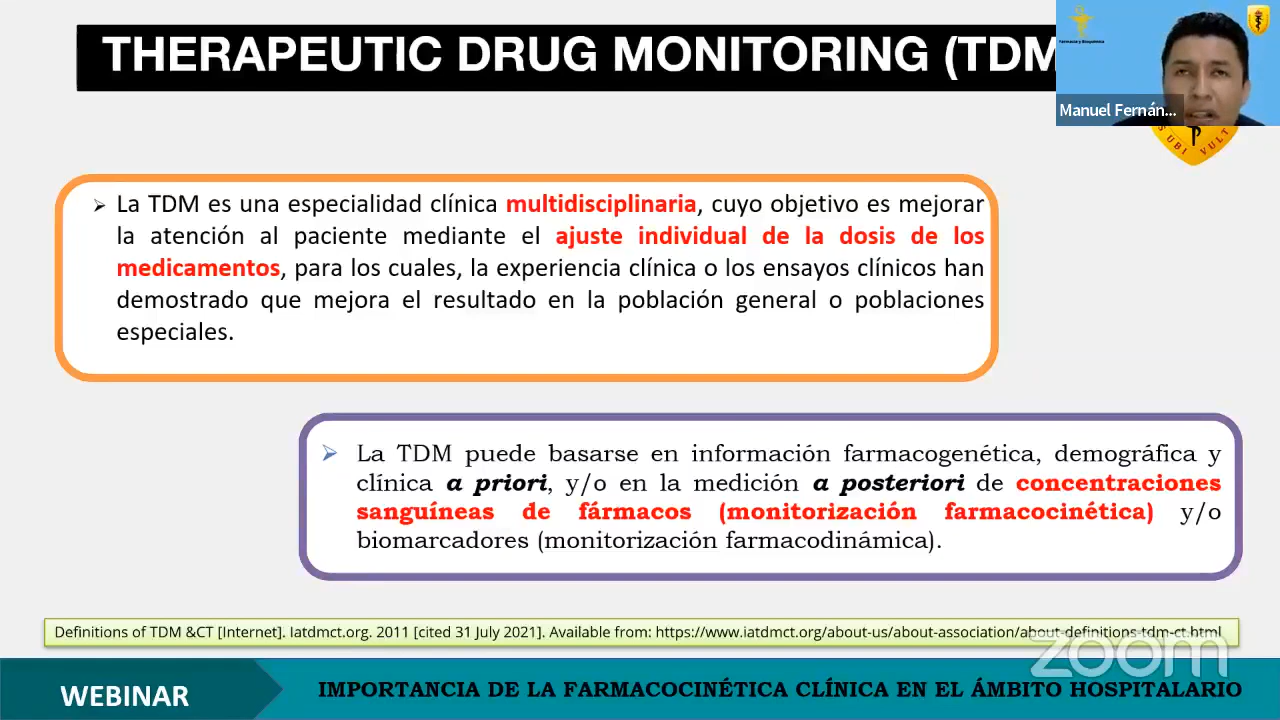 THERAPEUTIC DRUG MONITORING (TDM
Farmacia y Bioquímica
Manuel Fernán...
S UBI VULT
➢ La TDM es una especialidad clínica multidisciplinaria, cuyo objetivo es mejorar
la atención al paciente mediante el ajuste individual de la dosis de los
medicamentos, para los cuales, la experiencia clínica o los ensayos clínicos han
demostrado que mejora el resultado en la población general o poblaciones
especiales.
➢ La TDM puede basarse en información farmacogenética, demográfica y
clínica a priori, y/o en la medición a posteriori de concentraciones
sanguíneas de fármacos (monitorización farmacocinética) y/o
biomarcadores (monitorización farmacodinámica).
Definitions of TDM &CT [Internet]. Iatdmct.org. 2011 [cited 31 July 2021]. Available from: https://www.iatdmct.org/about-us/about-association/about-definitions-tdm-ct.html
zoom
WEBINAR
IMPORTANCIA DE LA FARMACOCINÉTICA CLÍNICA EN EL ÁMBITO HOSPITALARIO